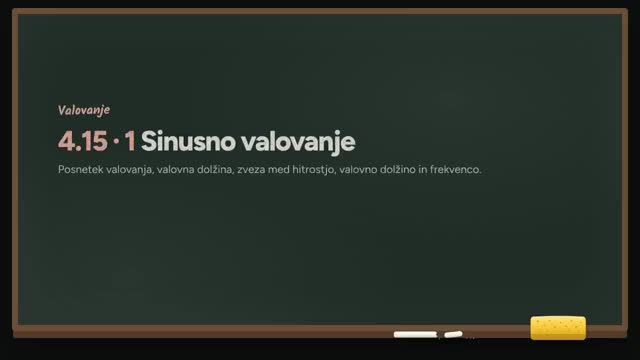 Valovanje
4.15 · 1 Sinusno valovanje
Posnetek valovanja, valovna dolžina, zveza med hitrostjo, valovno dolžino in frekvenco.